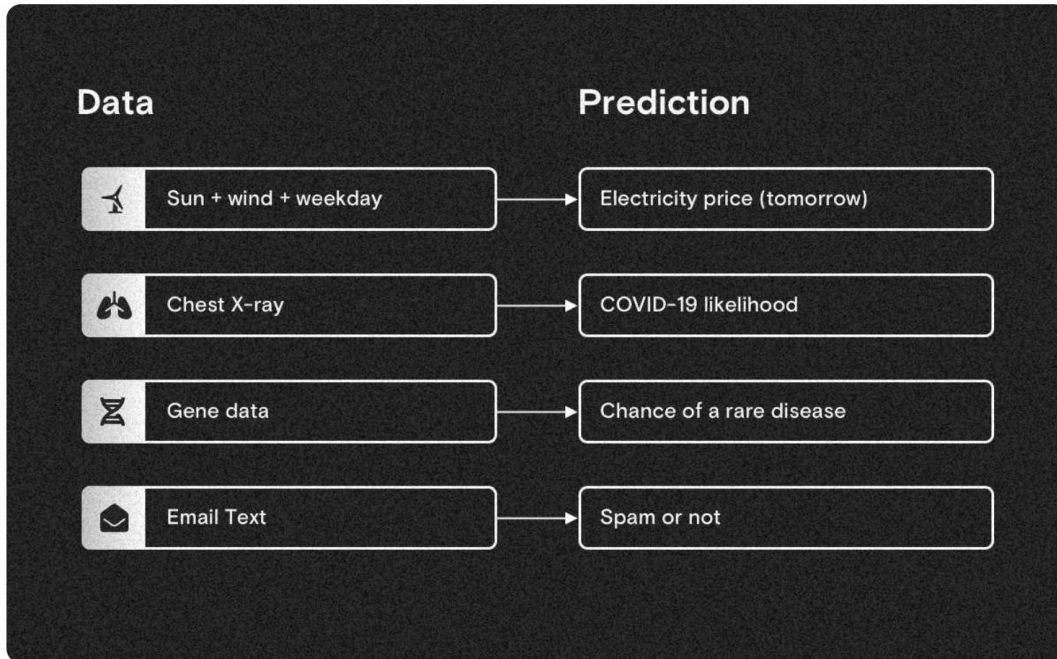 Data
Prediction
Sun + wind + weekday
Electricity price (tomorrow)
Chest X-ray
COVID-19 likelihood
Gene data
Chance of a rare disease
Email Text
Spam or not